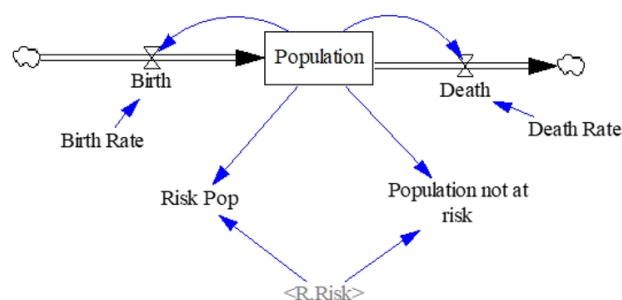 Population
Birth
Death
Birth Rate
Death Rate
Risk Pop
Population not at
risk
<R.Risk>